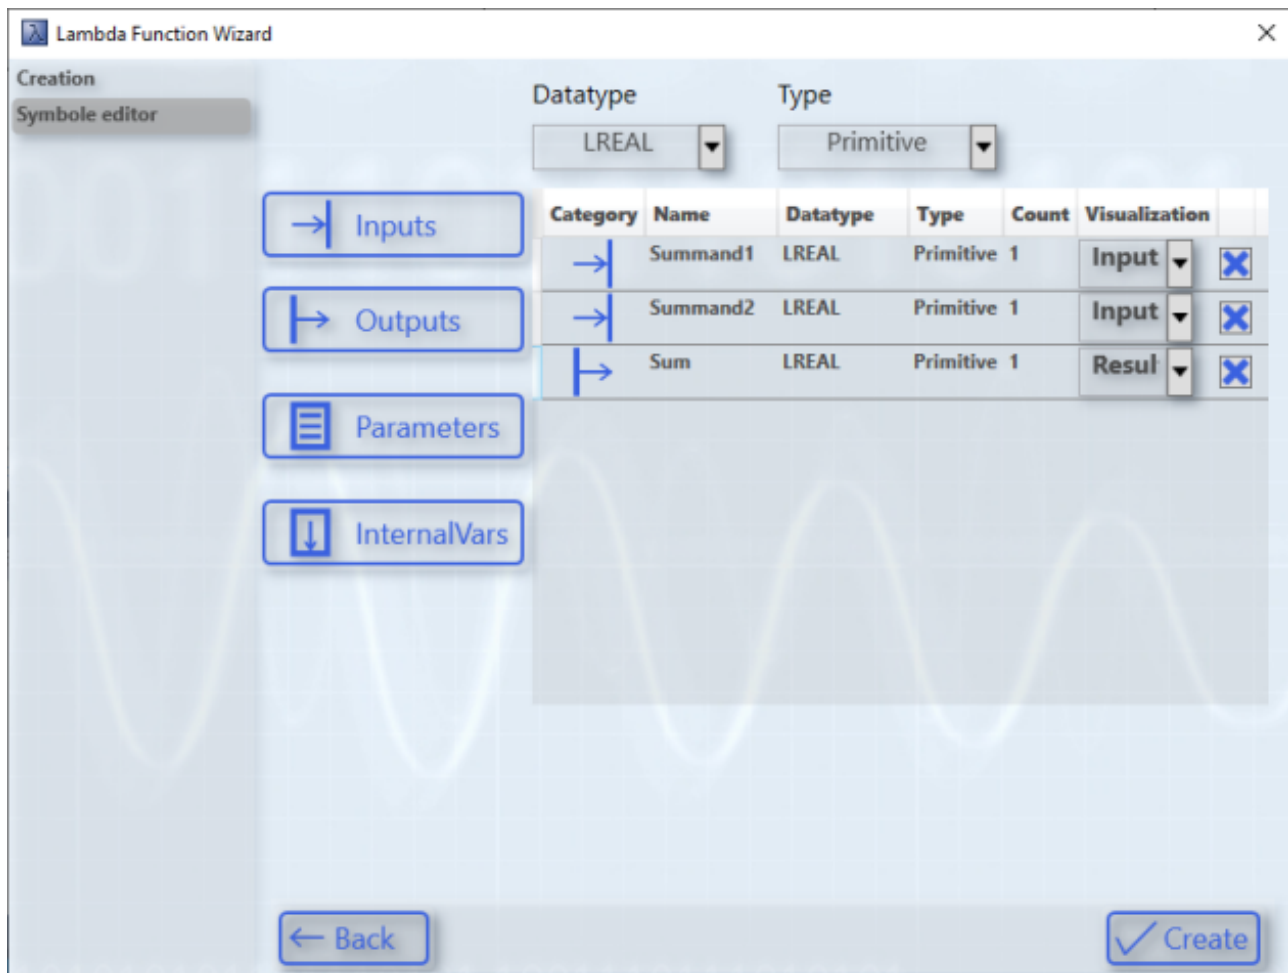 Lambda Function Wizard
Creation
Symbole editor
Datatype Type
LREAL Primitive
Inputs
Outputs
Parameters
InternalVars
Category Name Datatype Type Count Visualization
Summand1 LREAL Primitive 1 Input
Summand2 LREAL Primitive 1 Input
Sum LREAL Primitive 1 Resul
Back
Create